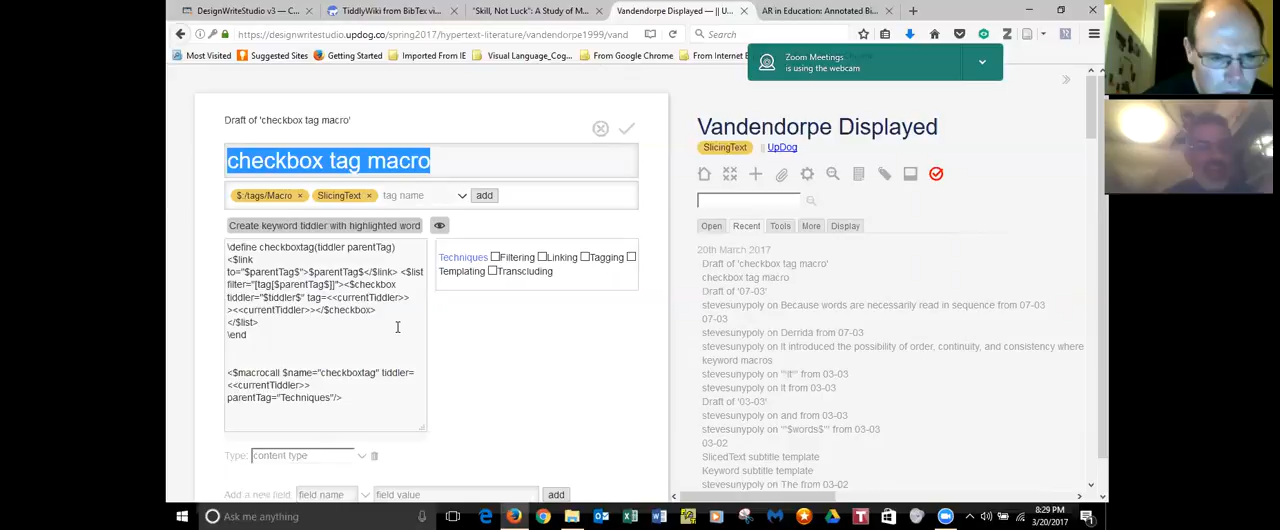 DesignWriteStudio v3 — C...
TiddlyWiki from BibTex vi...
"Skill, Not Luck": A Study of M...
Vandendorpe Displayed — || U...
AR in Education: Annotated Bi...
https://designwritestudio.updog.co/spring2017/hypertext-literature/vandendorpe1999/vand
Search
Most Visited
Suggested Sites
Getting Started
Imported From IE
Visual Language_Cog...
From Google Chrome
From Internet E
Zoom Meetings
is using the webcam
Draft of 'checkbox tag macro'
checkbox tag macro
$:/tags/Macro ×
SlicingText ×
tag name
add
Create keyword tiddler with highlighted word
\define checkboxtag(tiddler parentTag)
<$link
to="$parentTag$">$parentTag$</$link> <$list
filter="[tag[$parentTag$]]"><$checkbox
tiddler="$tiddler$" tag=<<currentTiddler>>
><<currentTiddler>></$checkbox>
</$list>
\end
<$macrocall $name="checkboxtag" tiddler=
<<currentTiddler>>
parentTag="Techniques"/>
Techniques Filtering Linking Tagging
Templating Transcluding
Type: content type
Add a new field: field name
field value
add
Vandendorpe Displayed
SlicingText || UpDog
Open
Recent
Tools
More
Display
20th March 2017
Draft of 'checkbox tag macro'
checkbox tag macro
Draft of '07-03'
stevesunypoly on Because words are necessarily read in sequence from 07-03
07-03
stevesunypoly on Derrida from 07-03
stevesunypoly on It introduced the possibility of order, continuity, and consistency where
keyword macros
stevesunypoly on '"'It"' from 03-03
stevesunypoly on It from 03-03
Draft of '03-03'
stevesunypoly on and from 03-03
stevesunypoly on '"'$words$"' from 03-03
03-02
SlicedText subtitle template
Keyword subtitle template
stevesunypoly on The from 03-02
Ask me anything
8:29 PM
3/20/2017